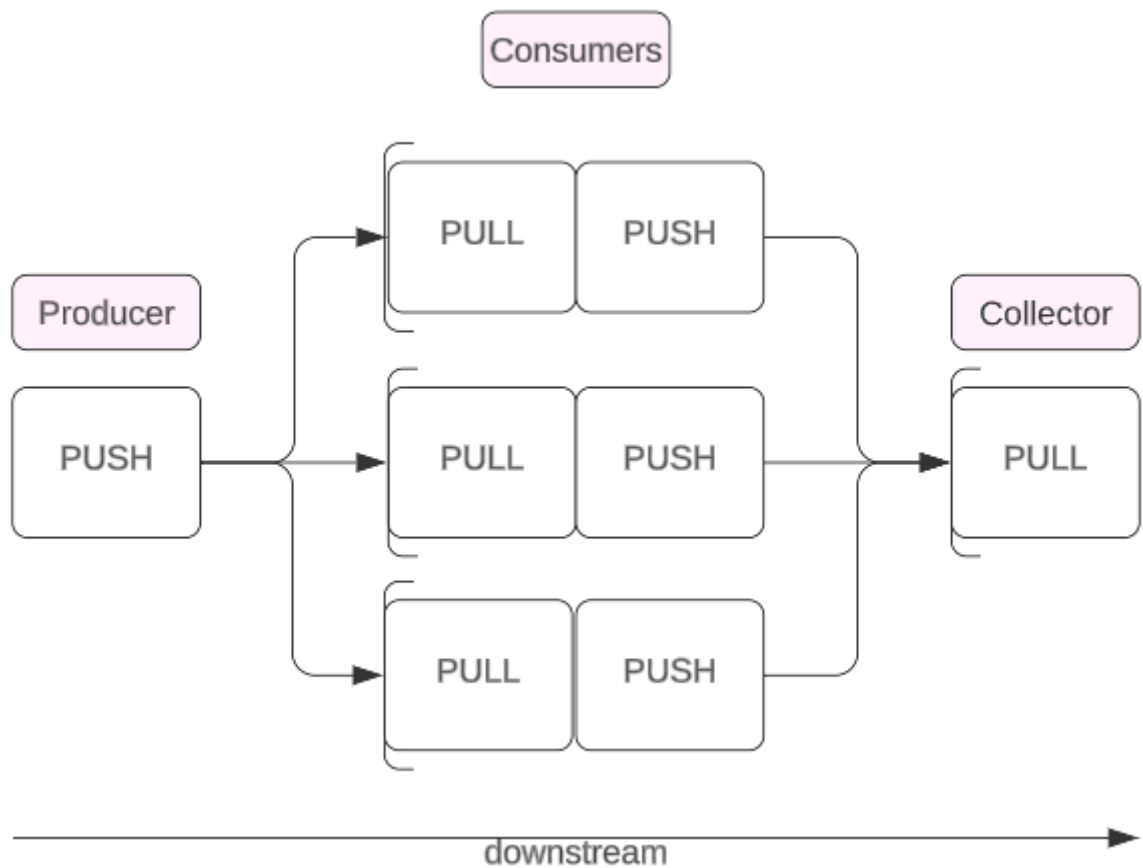 Consumers
PULL PUSH
Producer
Collector
PUSH
PULL PUSH
PULL
PULL PUSH
downstream